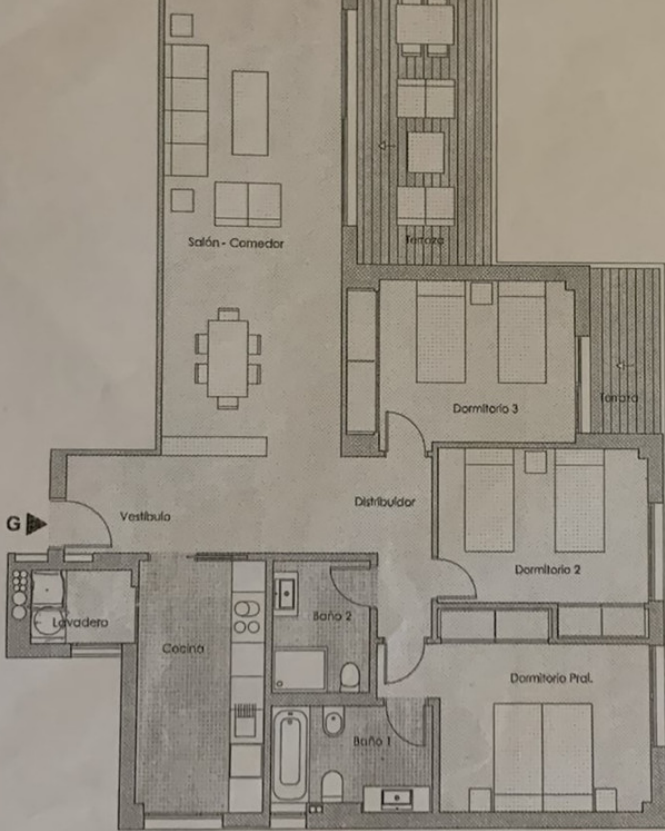 Terraza
Salón - Comedor
Terraza
Dormitorio 3
Distribuidor
Vestíbulo
G
Dormitorio 2
Baño 2
Lavadero
Cocina
Dormitorio Pral.
Baño 1